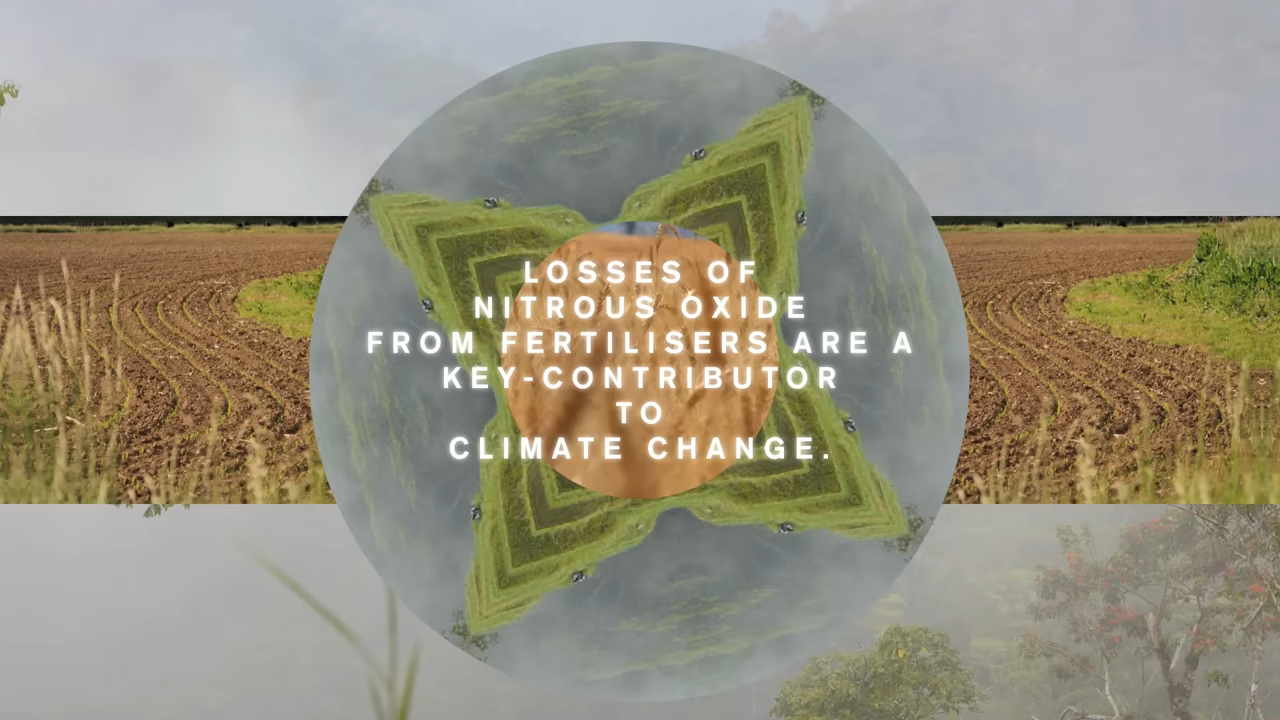 LOSSES OF
NITROUS OXIDE
FROM FERTILISERS ARE A
KEY-CONTRIBUTOR
TO
CLIMATE CHANGE.